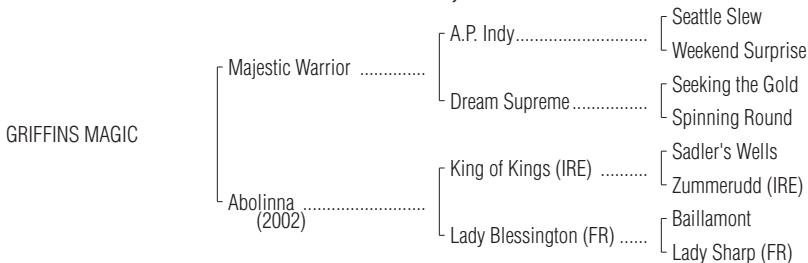 Seattle Slew
A.P. Indy............................
Weekend Surprise
Majestic Warrior ..............
Seeking the Gold
Dream Supreme................
Spinning Round
GRIFFINS MAGIC
Sadler's Wells
King of Kings (IRE) ..........
Zummerudd (IRE)
Abolinna ..........................
(2002)
Baillamont
Lady Blessington (FR) ......
Lady Sharp (FR)